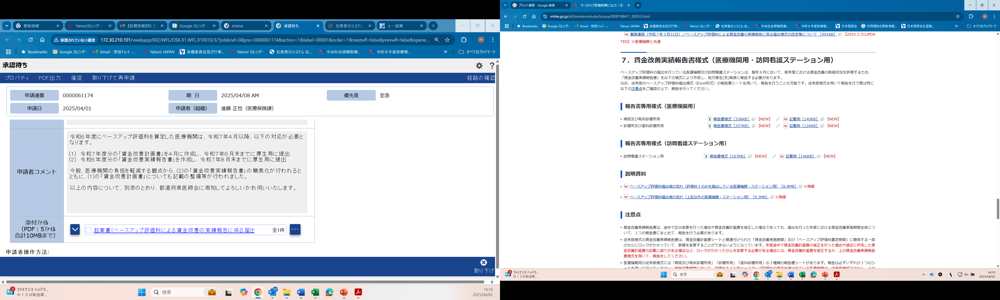 最新情報
Yahoo!カレンダー
【校閲依頼】RE:
Google カレンダー
eValue
承認待ち
在席表示システム
e－就業
保護されていない通信
172.30.210.101/vwebapp/002/WFL/OSK.X1.WFL.X10010/3/?jobkind=0&jno=0000061174&action=1&label=00001&order=1&nextwfl=false&prevwfl=false&opene...
m
Bookmarks
Google カレンダー
Gmail - 受信トレイ -...
Yahoo! JAPAN
各種委員会及び行事...
Yahoo! カレンダー
在席表示システム 在...
中央社会保険医療...
令和６年度診療報...
»
すべてのブックマーク
承認待ち
?
プロパティ
PDF出力
催促
取り下げて再申請
経路の確認
申請連番
0000061174
期 日
2025/04/08 AM
優先度
至急
申請日
2025/04/01
申請者（組織）
進藤 正也（医療保険課）
申請者コメント
令和６年度にベースアップ評価料を算定した医療機関は、令和７年４月以降、以下の対応が必要と
なります。
(1) 令和７年度分の「賃金改善計画書」を４月に作成し、令和７年６月末までに厚生局に提出
(2) 令和６年度分の「賃金改善実績報告書」を作成し、令和７年８月末までに厚生局に提出
今般、医療機関の負担を軽減する観点から、(2)の「賃金改善実績報告書」の簡素化が行われると
ともに、(1)の「賃金改善計画書」についても記載の整備等が行われました。
以上の内容について、別添のとおり、都道府県医師会に周知してよろしいかお伺いいたします。
添付ﾌｧｲﾙ
（PDF：5ﾌｧｲﾙ
合計10MBまで）
起案書（ベースアップ評価料による賃金改善の実績報告に係る届出
全1件
申請者操作方法:
取り下げ
3
ファイナンス ヘッドラ...
米ＩＳＭ製造業...
検索
14:10
2025/04/02
ブリッジ 練習 - Google 検索
ベースアップ評価料等について｜厚
mhlw.go.jp/stf/seisakunitsuite/bunya/0000188411_00053.html
m
Bookmarks
Google カレンダー
Gmail - 受信トレイ -...
Yahoo! JAPAN
各種委員会及び行事...
Yahoo! カレンダー
在席表示システム 在...
中央社会保険医療...
令和６年度診療報...
日本医師会
利用規約の更新情報...
日本医師会生涯教...
»
すべてのブックマーク
PDF 事務連絡（令和７年３月31日）／ベースアップ評価料による賃金改善の実績報告に係る届出様式の改定等について ［991KB］ 【2025.3.31UPDA
TED】※医療機関と共通
７．賃金改善実績報告書様式（医療機関用・訪問看護ステーション用）
ベースアップ評価料の届出を行っている医療機関及び訪問看護ステーションは、毎年８月において、前年度における賃金改善の取組状況を評価するため、
「賃金改善実績報告書」を以下の様式により作成し、地方厚生(支)局長に報告する必要があります。
なお、従来版のベースアップ評価料届出様式（Excel形式）の報告書シートを用いて、報告を行うことも可能です。従来版様式を用いて報告を行う際は特に
以下の注意点をご確認の上で、報告を行ってください。
報告書専用様式（医療機関用）
• 病院及び有床診療所用 報告書様式［336KB］ 【NEW】 ／ PDF 記載例［140KB］ 【NEW】
• 診療所及び歯科診療所用 報告書様式［337KB］ 【NEW】 ／ PDF 記載例［126KB］ 【NEW】
報告書専用様式（訪問看護ステーション用）
• 訪問看護ステーション用 報告書様式［167KB］ 【NEW】 ／ PDF 記載例［146KB］ 【NEW】
説明資料
• PDF ベースアップ評価料届出後の流れ（評価料Ⅰのみを届出している医療機関・ステーション用）［8.8MB］ ※再掲
• PDF ベースアップ評価料届出後の流れ（上記以外の医療機関・ステーション用）［9.3MB］ ※再掲
注意点
• 賃金改善実績報告書は、途中で区分変更を行った場合や賃金改善計画書を修正した場合であっても、届出を行った年度における賃金改善実施期間全体につ
いて、１つの報告書にまとめて、報告を行う必要があります。
• 従来版様式の賃金改善実績報告書は、賃金改善計画書シートと関連付けられた「賃金改善実施期間」及び「ベースアップ評価料算定期間」に関係する一部
のセルにロックがかかっていて、数値を変更することができないようになっています。年度途中で賃金改善計画書の修正を行った場合や過去に作成した賃
金改善計画書の記載に誤りがある場合など、ロックがかかったセルを変更する必要がある場合には、賃金改善計画書を修正するか、上の賃金改善実績報告
書様式を用いて、報告をしてください。
• 医療機関用の従来版様式には「病院及び有床診療所用」「診療所用」「歯科診療所用」の３種類の報告書シートがあります。報告は必ずいずれか１つのシ
3
ファイナンス ヘッドラ...
米ＩＳＭ製造業...
検索
A
14:10
2025/04/02